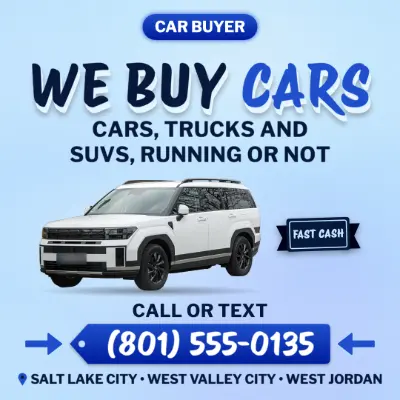 CAR BUYER
WE BUY CARS
CARS, TRUCKS AND
SUVS, RUNNING OR NOT
FAST CASH
CALL OR TEXT
(801) 555-0135
SALT LAKE CITY • WEST VALLEY CITY • WEST JORDAN